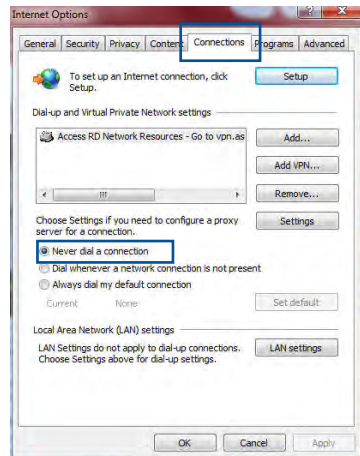 Internet Options
General Security Privacy Content Connections Programs Advanced
To set up an Internet connection, click
Setup.
Setup
Dial-up and Virtual Private Network settings
Access RD Network Resources - Go to vpn.as
Add...
Add VPN...
Remove...
Choose Settings if you need to configure a proxy
server for a connection.
Settings
Never dial a connection
Dial whenever a network connection is not present
Always dial my default connection
Current None
Set default
Local Area Network (LAN) settings
LAN Settings do not apply to dial-up connections.
Choose Settings above for dial-up settings.
LAN settings
OK Cancel Apply